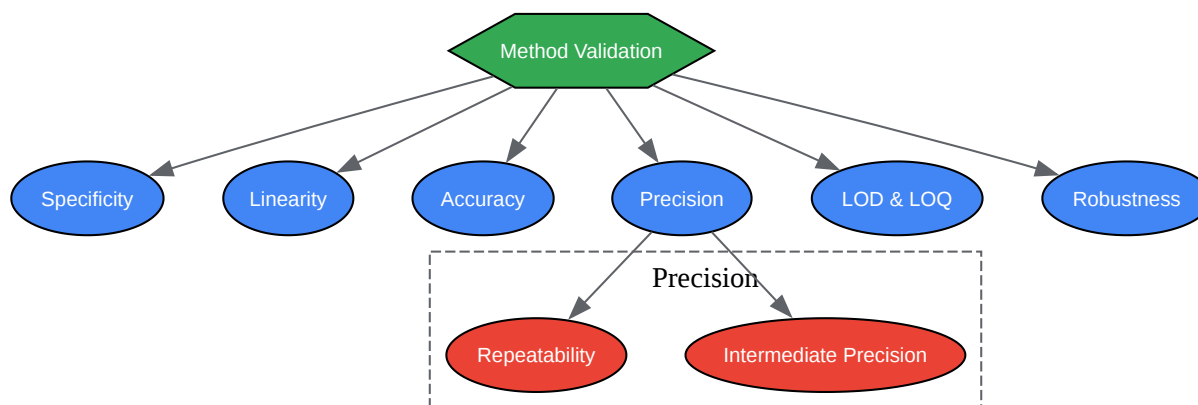 Method Validation
Specificity
Linearity
Accuracy
Precision
LOD & LOQ
Robustness
Precision
Repeatability
Intermediate Precision